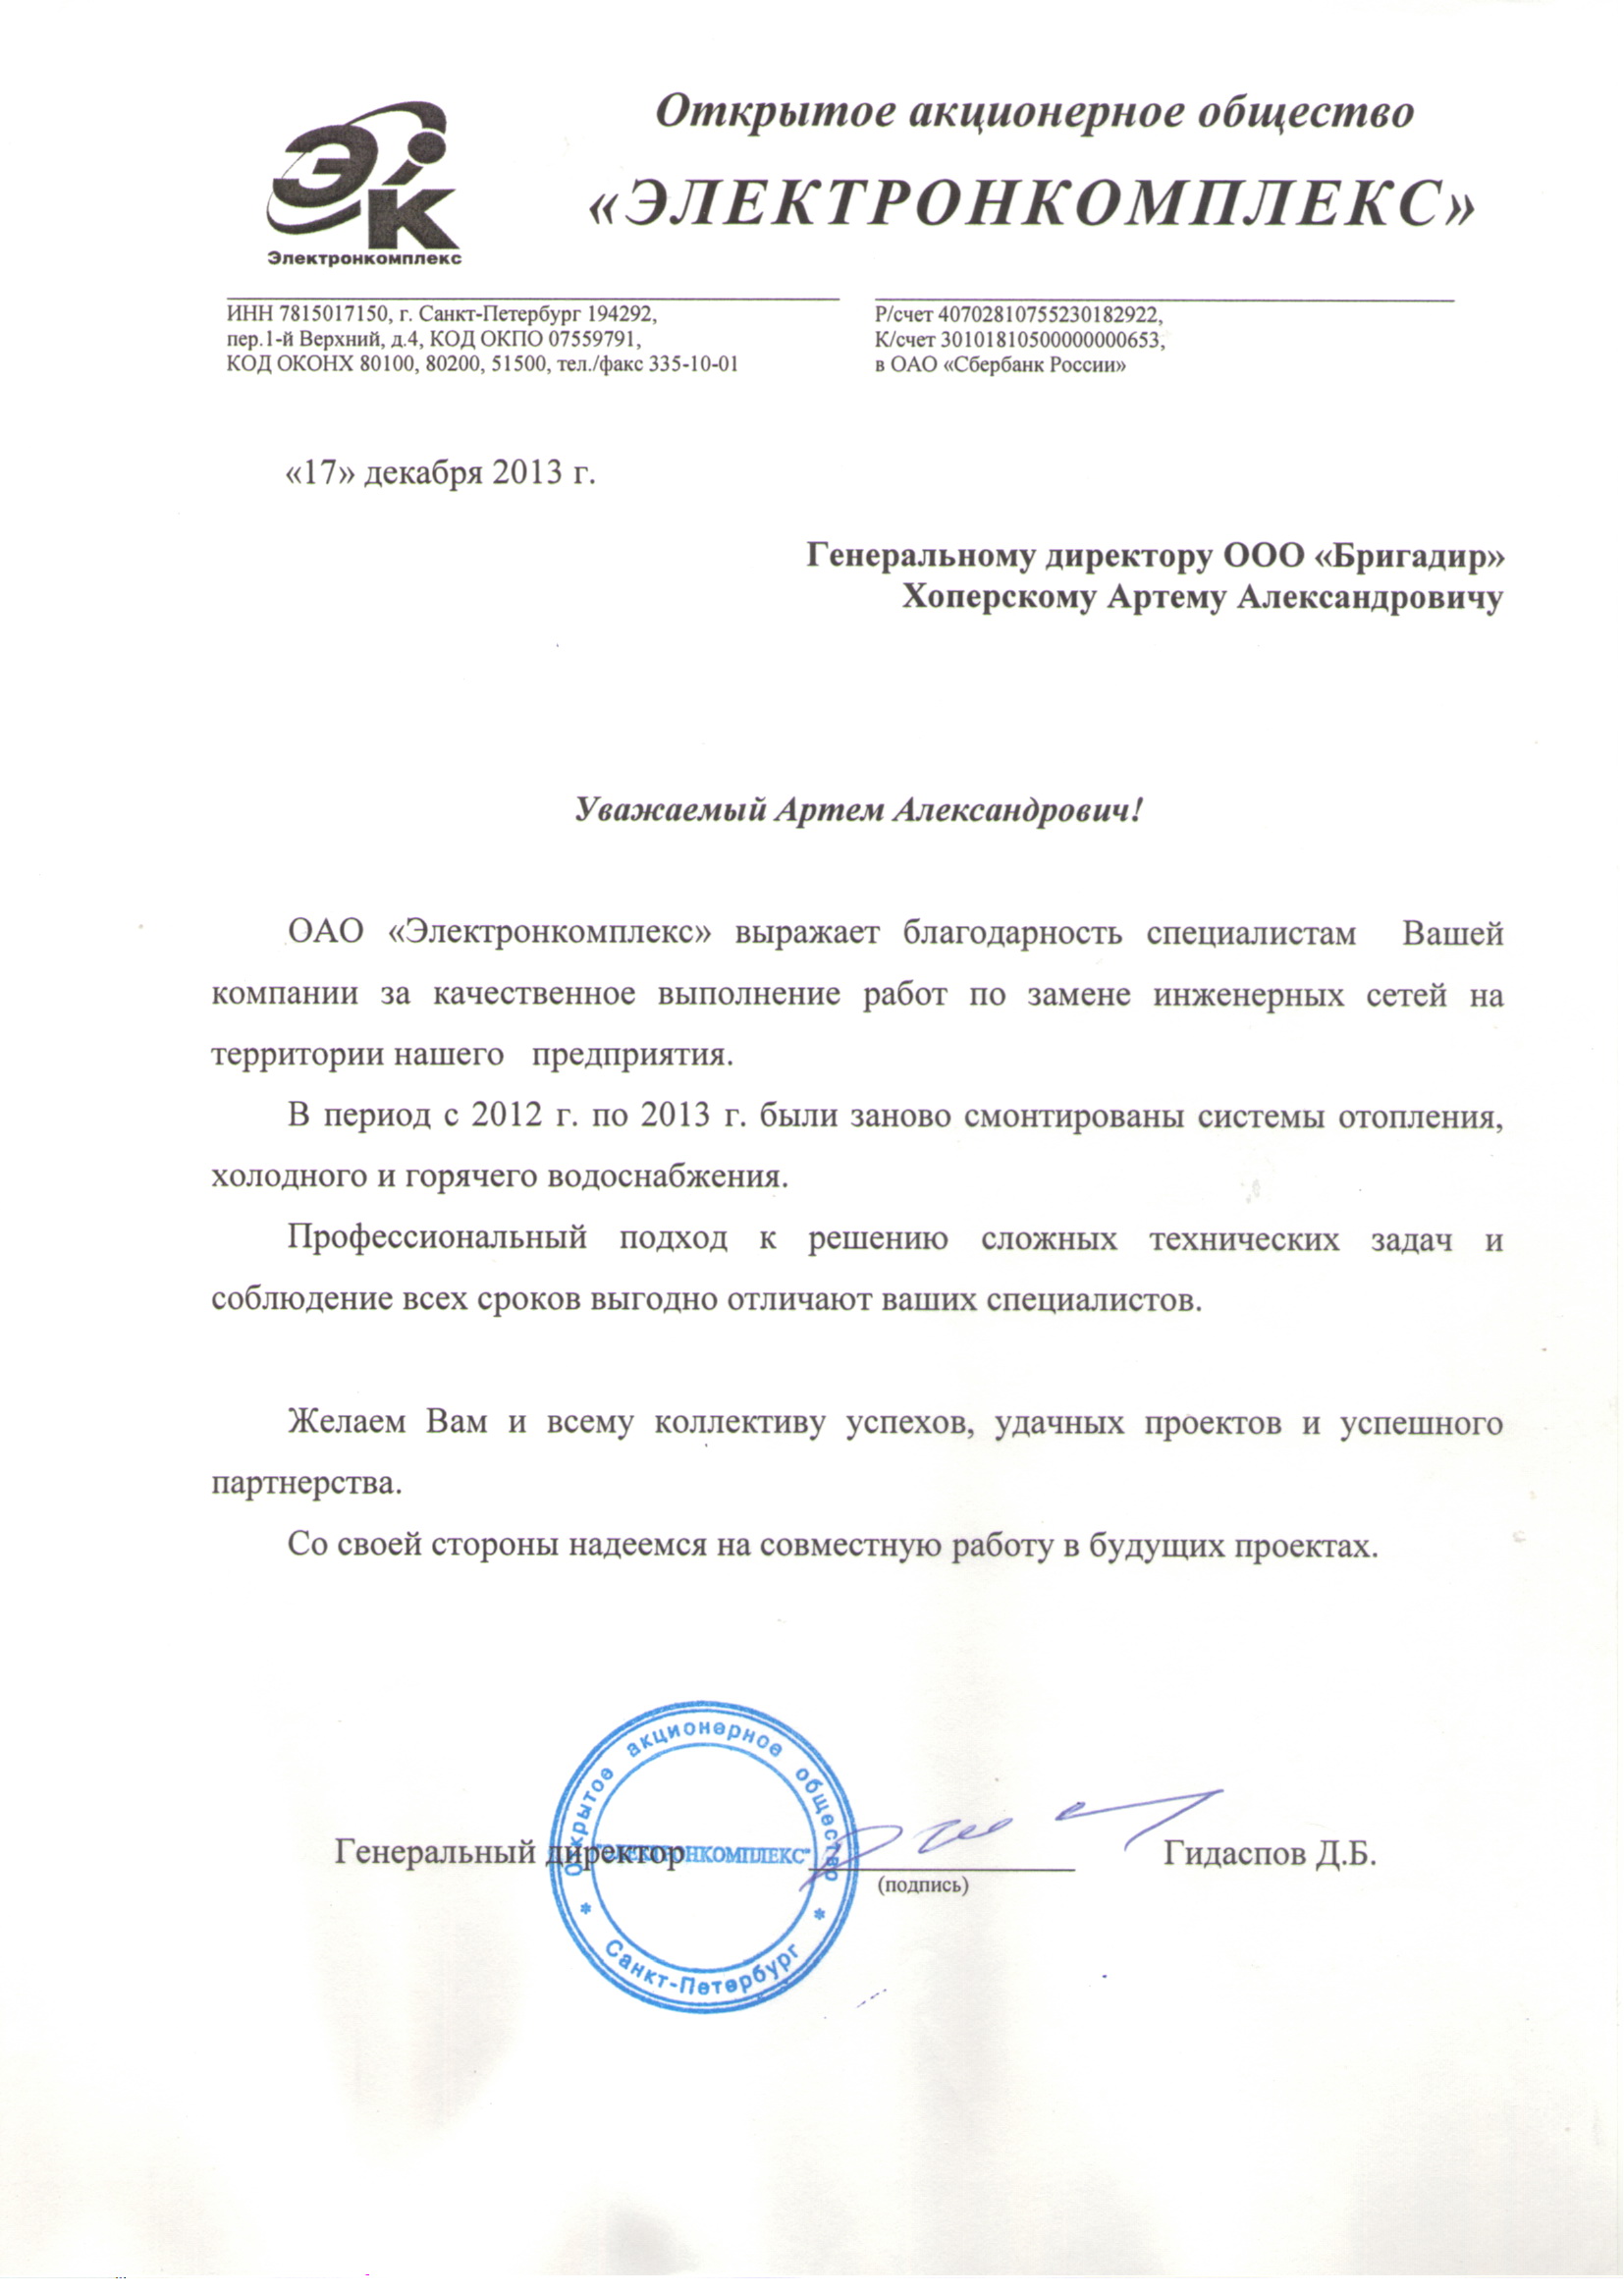 Открытое акционерное общество
«ЭЛЕКТРОНКОМПЛЕКС»
ЭК
Электронкомплекс
ИНН 7815017150, г. Санкт-Петербург 194292,
пер.1-й Верхний, д.4, КОД ОКПО 07559791,
КОД ОКОНХ 80100, 80200, 51500, тел./факс 335-10-01
Р/счет 40702810755230182922,
К/счет 30101810500000000653,
в ОАО «Сбербанк России»
«17» декабря 2013 г.
Генеральному директору ООО «Бригадир»
Хоперскому Артему Александровичу
Уважаемый Артем Александрович!
ОАО «Электронкомплекс» выражает благодарность специалистам Вашей
компании за качественное выполнение работ по замене инженерных сетей на
территории нашего предприятия.
В период с 2012 г. по 2013 г. были заново смонтированы системы отопления,
холодного и горячего водоснабжения.
Профессиональный подход к решению сложных технических задач и
соблюдение всех сроков выгодно отличают ваших специалистов.
Желаем Вам и всему коллективу успехов, удачных проектов и успешного
партнерства.
Со своей стороны надеемся на совместную работу в будущих проектах.
Генеральный директор Гидаспов Д.Б.
(подпись)
Открытое акционерное общество
"ЭЛЕКТРОНКОМПЛЕКС"
* Санкт-Петербург *